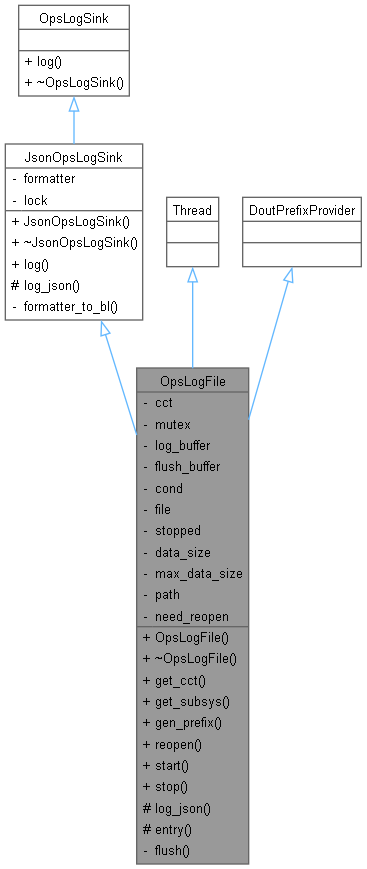 OpsLogSink
+ log()
+ ~OpsLogSink()
JsonOpsLogSink
- formatter
- lock
+ JsonOpsLogSink()
+ ~JsonOpsLogSink()
+ log()
# log_json()
- formatter_to_bl()
Thread
DoutPrefixProvider
OpsLogFile
- cct
- mutex
- log_buffer
- flush_buffer
- cond
- file
- stopped
- data_size
- max_data_size
- path
- need_reopen
+ OpsLogFile()
+ ~OpsLogFile()
+ get_cct()
+ get_subsys()
+ gen_prefix()
+ reopen()
+ start()
+ stop()
# log_json()
# entry()
- flush()